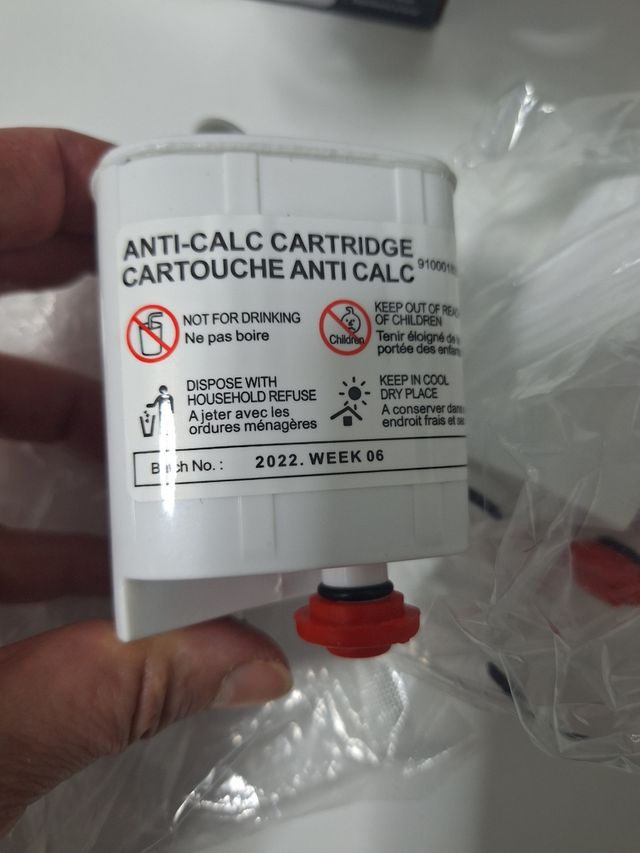 ANTI-CALC CARTRIDGE
CARTOUCHE ANTI CALC
NOT FOR DRINKING
Ne pas boire
Children
KEEP OUT OF
OF CHILDREN
Tenir éloigné
portée des
DISPOSE WITH
HOUSEHOLD REFUSE
A jeter avec les
ordures ménagères
KEEP IN COOL
DRY PLACE
A conserver
endroit frais et
Batch No. : 2022. WEEK 06